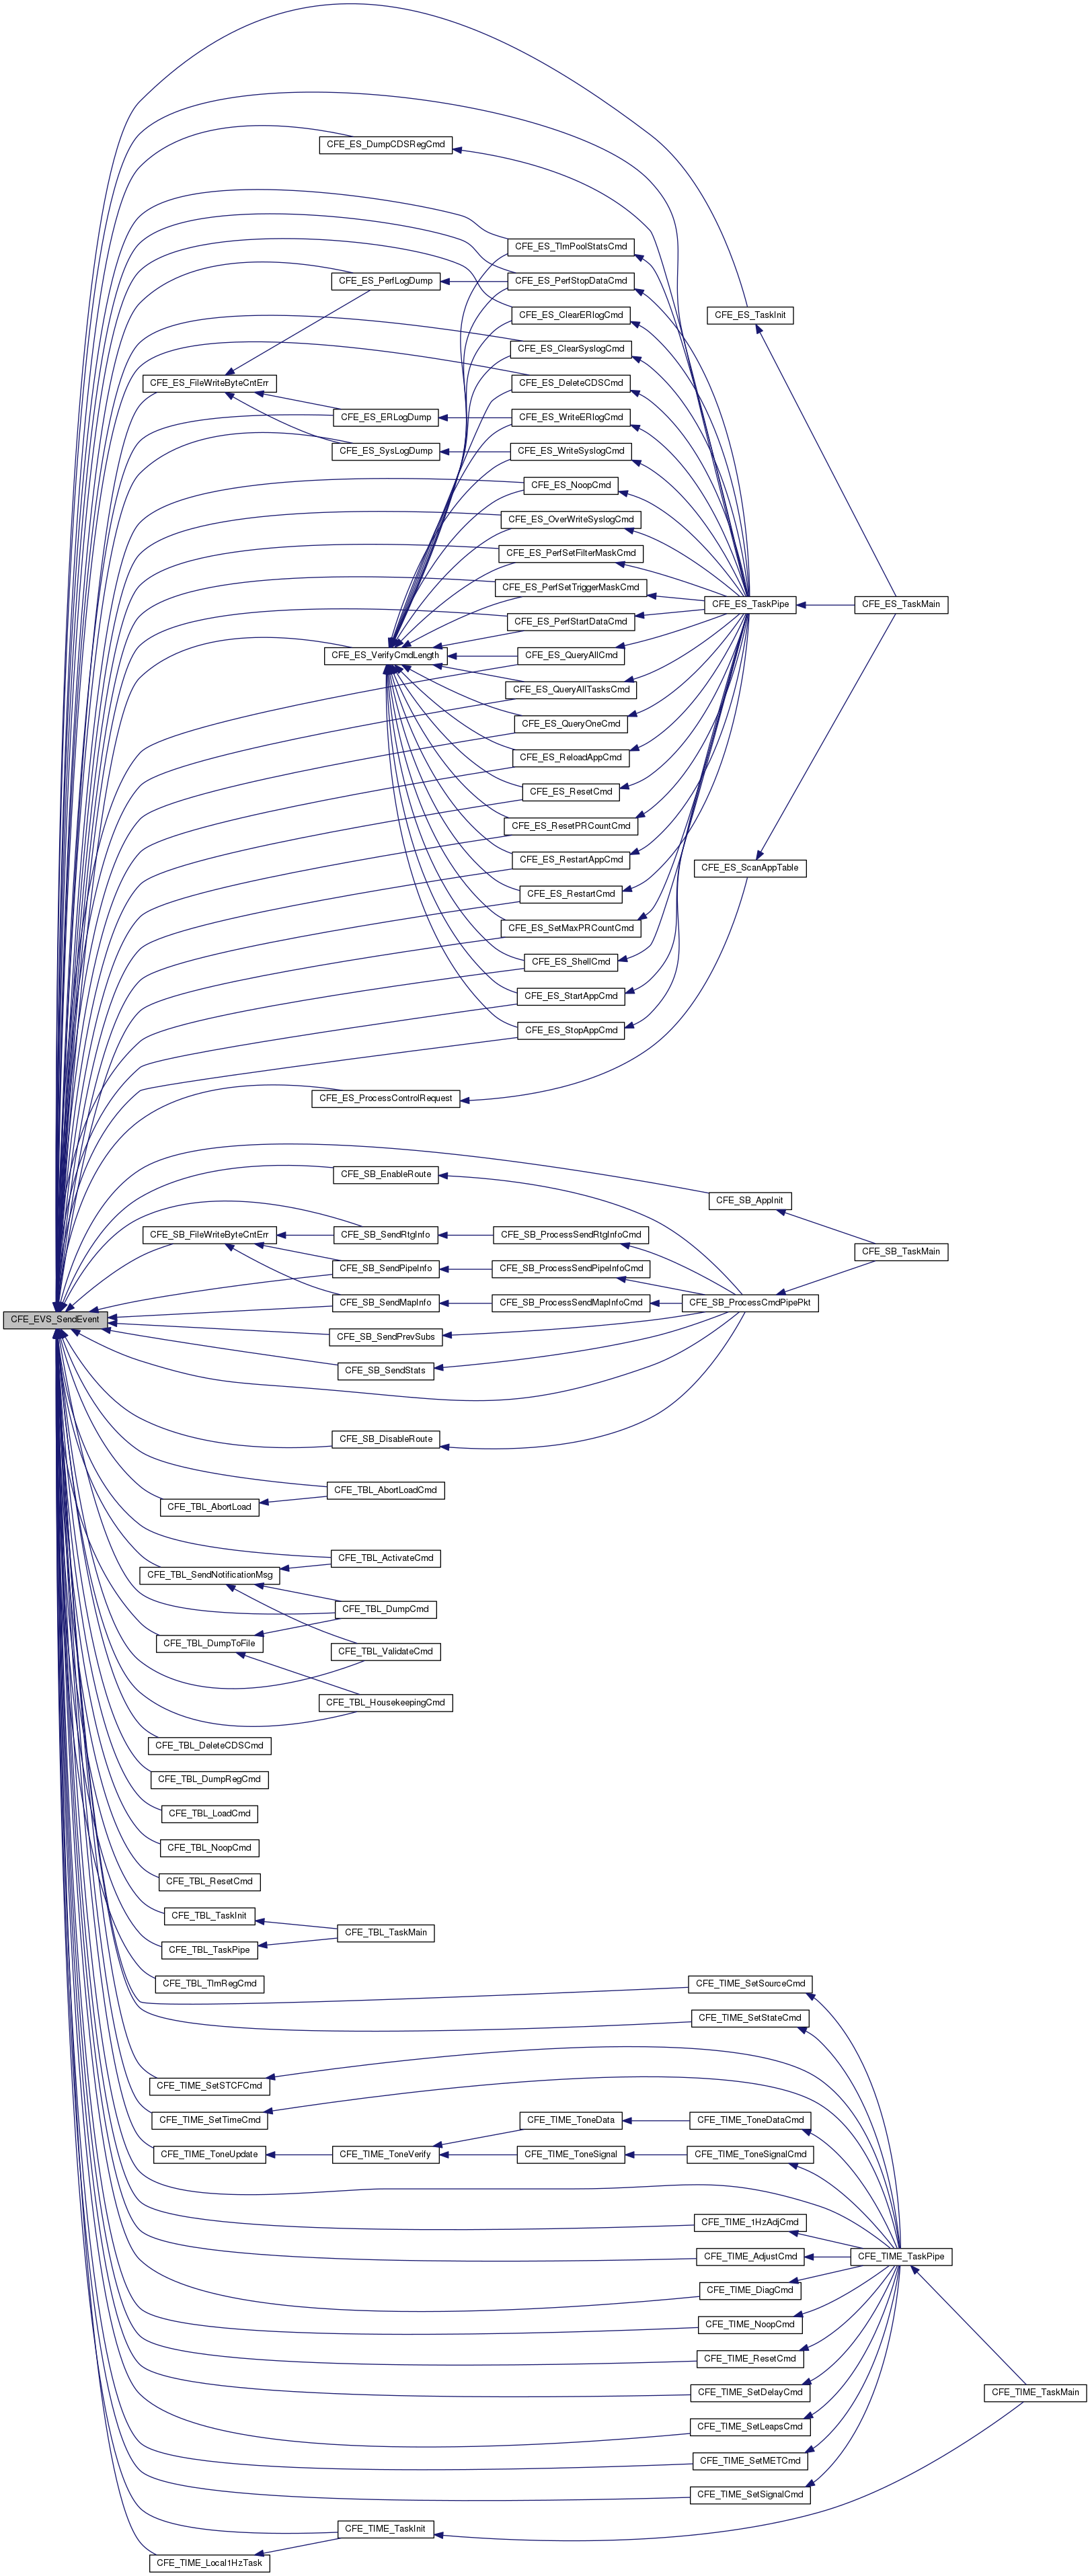 CFE_ES_DumpCDSRegCmd
CFE_ES_TlmPoolStatsCmd
CFE_ES_PerfLogDump
CFE_ES_PerfStopDataCmd
CFE_ES_ClearERlogCmd
CFE_ES_TaskInit
CFE_ES_ClearSyslogCmd
CFE_ES_FileWriteByteCntErr
CFE_ES_DeleteCDSCmd
CFE_ES_ERLogDump
CFE_ES_WriteERlogCmd
CFE_ES_SysLogDump
CFE_ES_WriteSyslogCmd
CFE_ES_NoopCmd
CFE_ES_OverWriteSyslogCmd
CFE_ES_PerfSetFilterMaskCmd
CFE_ES_PerfSetTriggerMaskCmd
CFE_ES_TaskPipe
CFE_ES_TaskMain
CFE_ES_PerfStartDataCmd
CFE_ES_VerifyCmdLength
CFE_ES_QueryAllCmd
CFE_ES_QueryAllTasksCmd
CFE_ES_QueryOneCmd
CFE_ES_ReloadAppCmd
CFE_ES_ResetCmd
CFE_ES_ResetPRCountCmd
CFE_ES_RestartAppCmd
CFE_ES_ScanAppTable
CFE_ES_RestartCmd
CFE_ES_SetMaxPRCountCmd
CFE_ES_ShellCmd
CFE_ES_StartAppCmd
CFE_ES_StopAppCmd
CFE_ES_ProcessControlRequest
CFE_SB_EnableRoute
CFE_SB_AppInit
CFE_SB_FileWriteByteCntErr
CFE_SB_SendRtgInfo
CFE_SB_ProcessSendRtgInfoCmd
CFE_SB_TaskMain
CFE_SB_SendPipeInfo
CFE_SB_ProcessSendPipeInfoCmd
CFE_SB_SendMapInfo
CFE_SB_ProcessSendMapInfoCmd
CFE_SB_ProcessCmdPipePkt
CFE_EVS_SendEvent
CFE_SB_SendPrevSubs
CFE_SB_SendStats
CFE_SB_DisableRoute
CFE_TBL_AbortLoadCmd
CFE_TBL_AbortLoad
CFE_TBL_ActivateCmd
CFE_TBL_SendNotificationMsg
CFE_TBL_DumpCmd
CFE_TBL_DumpToFile
CFE_TBL_ValidateCmd
CFE_TBL_HousekeepingCmd
CFE_TBL_DeleteCDSCmd
CFE_TBL_DumpRegCmd
CFE_TBL_LoadCmd
CFE_TBL_NoopCmd
CFE_TBL_ResetCmd
CFE_TBL_TaskInit
CFE_TBL_TaskMain
CFE_TBL_TaskPipe
CFE_TBL_TlmRegCmd
CFE_TIME_SetSourceCmd
CFE_TIME_SetStateCmd
CFE_TIME_SetSTCFCmd
CFE_TIME_SetTimeCmd
CFE_TIME_ToneData
CFE_TIME_ToneDataCmd
CFE_TIME_ToneUpdate
CFE_TIME_ToneVerify
CFE_TIME_ToneSignal
CFE_TIME_ToneSignalCmd
CFE_TIME_1HzAdjCmd
CFE_TIME_AdjustCmd
CFE_TIME_TaskPipe
CFE_TIME_DiagCmd
CFE_TIME_NoopCmd
CFE_TIME_ResetCmd
CFE_TIME_SetDelayCmd
CFE_TIME_TaskMain
CFE_TIME_SetLeapsCmd
CFE_TIME_SetMETCmd
CFE_TIME_SetSignalCmd
CFE_TIME_TaskInit
CFE_TIME_Local1HzTask